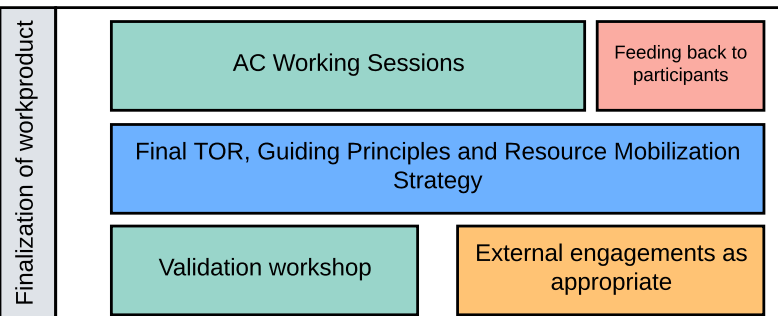 Finalization of workproduct
AC Working Sessions
Feeding back to
participants
Final TOR, Guiding Principles and Resource Mobilization
Strategy
Validation workshop
External engagements as
appropriate